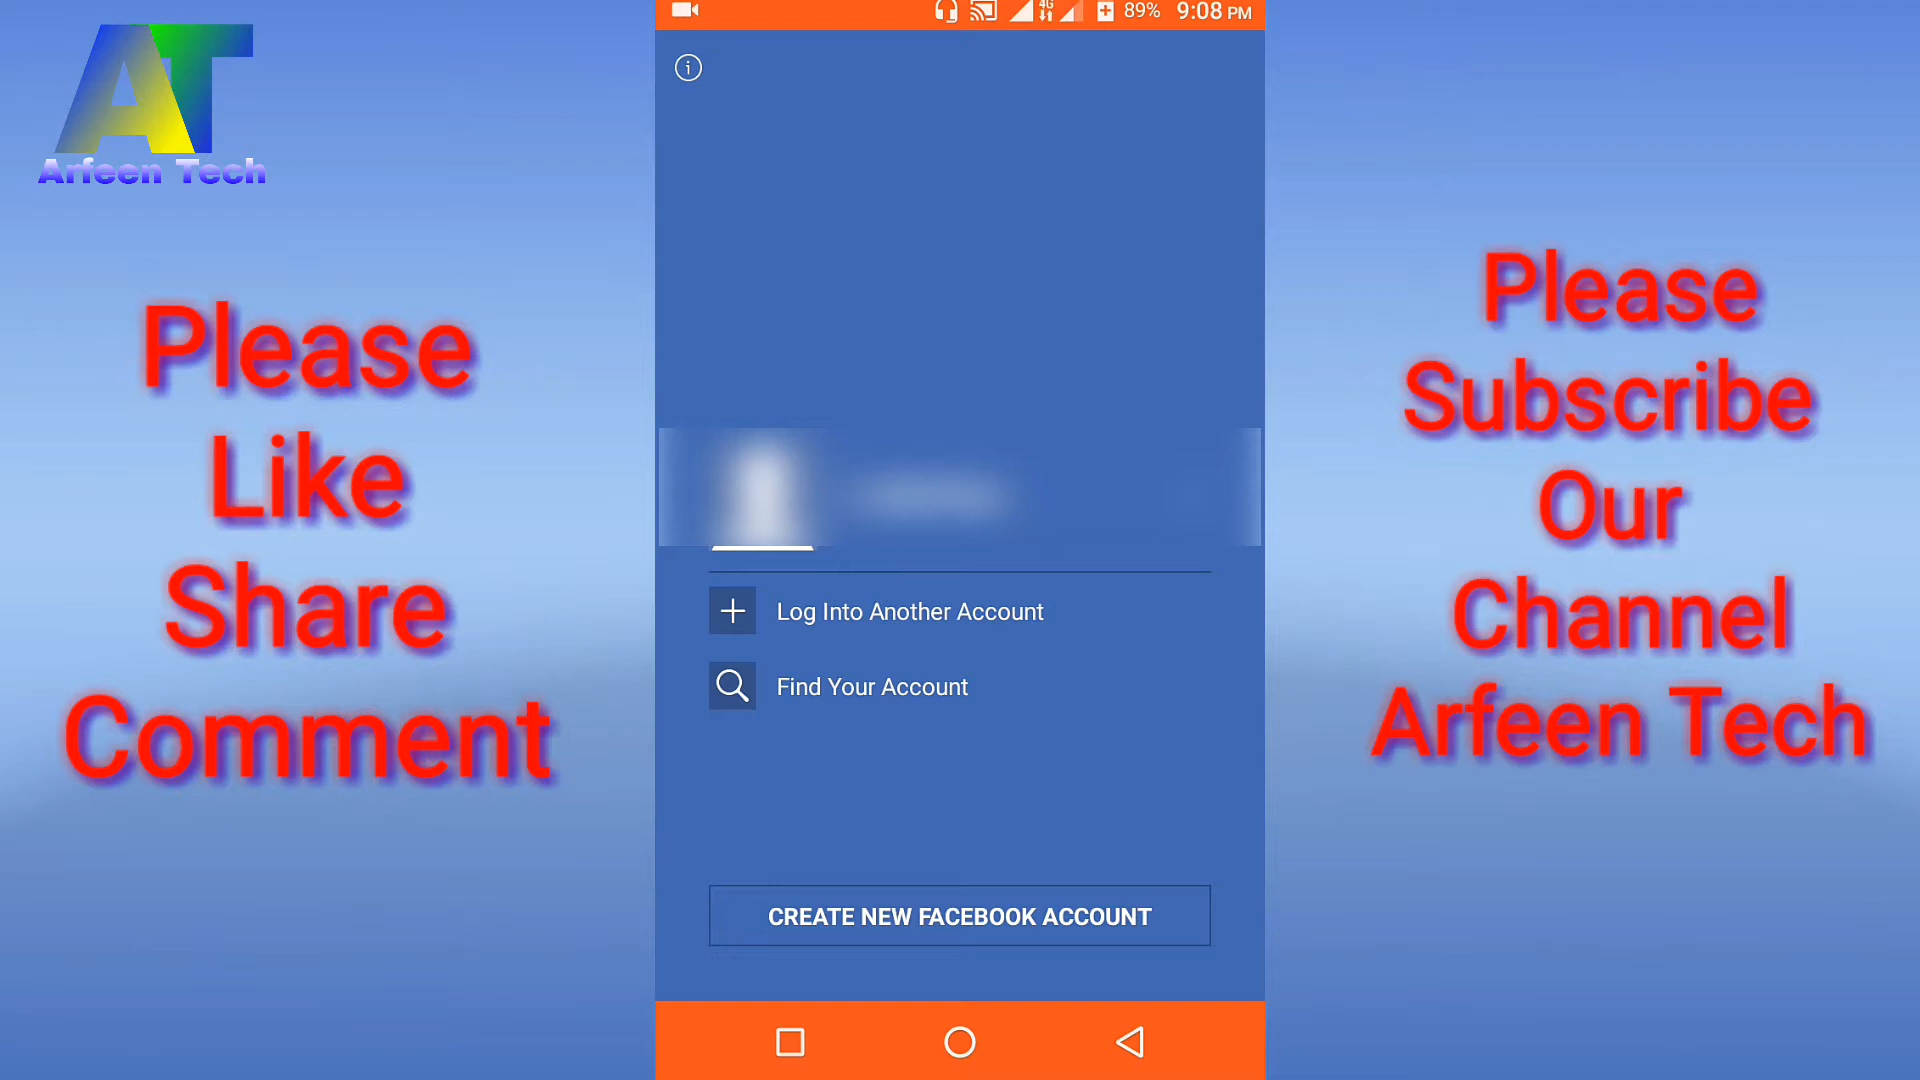 AT
Arfeen Tech
Please
Like
Share
Comment
4G
89%
9:08 PM
Log Into Another Account
Find Your Account
CREATE NEW FACEBOOK ACCOUNT
Please
Subscribe
Our
Channel
Arfeen Tech